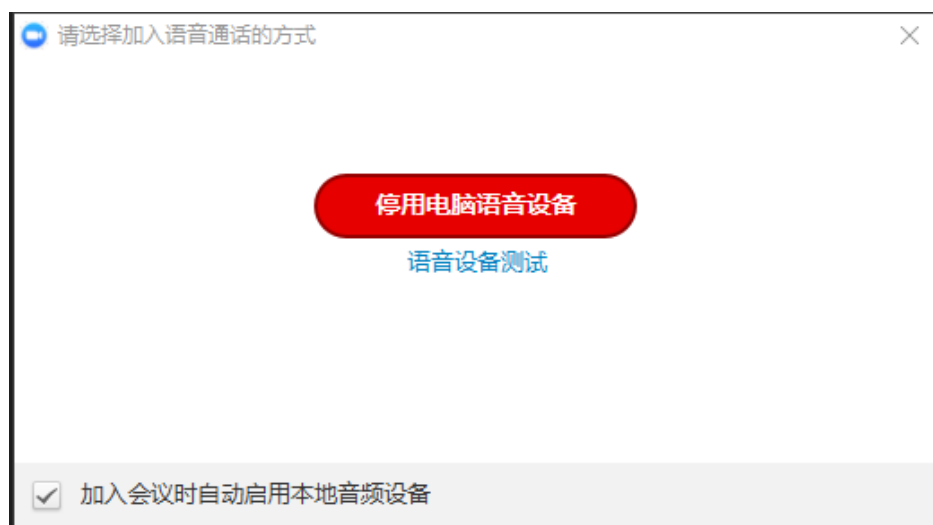 请选择加入语音通话的方式
停用电脑语音设备
语音设备测试
加入会议时自动启用本地音频设备